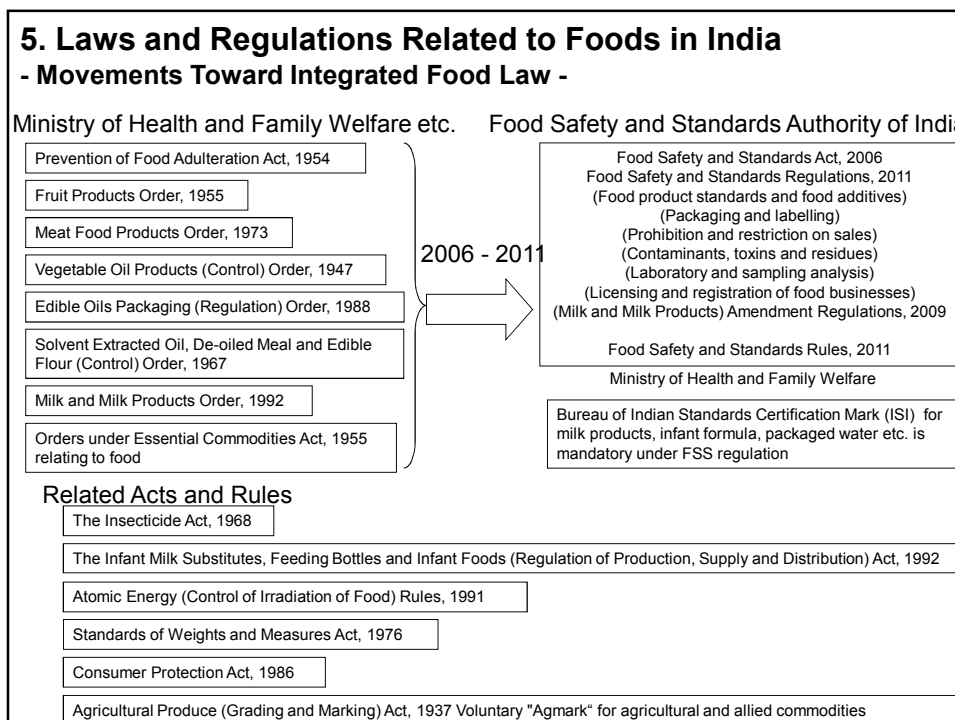 5. Laws and Regulations Related to Foods in India
- Movements Toward Integrated Food Law -
Ministry of Health and Family Welfare etc.
Prevention of Food Adulteration Act, 1954
Fruit Products Order, 1955
Meat Food Products Order, 1973
Vegetable Oil Products (Control) Order, 1947
Edible Oils Packaging (Regulation) Order, 1988
Solvent Extracted Oil, De-oiled Meal and Edible
Flour (Control) Order, 1967
Milk and Milk Products Order, 1992
Orders under Essential Commodities Act, 1955
relating to food
2006 - 2011
Food Safety and Standards Authority of India
Food Safety and Standards Act, 2006
Food Safety and Standards Regulations, 2011
(Food product standards and food additives)
(Packaging and labelling)
(Prohibition and restriction on sales)
(Contaminants, toxins and residues)
(Laboratory and sampling analysis)
(Licensing and registration of food businesses)
(Milk and Milk Products) Amendment Regulations, 2009
Food Safety and Standards Rules, 2011
Ministry of Health and Family Welfare
Bureau of Indian Standards Certification Mark (ISI) for
milk products, infant formula, packaged water etc. is
mandatory under FSS regulation
Related Acts and Rules
The Insecticide Act, 1968
The Infant Milk Substitutes, Feeding Bottles and Infant Foods (Regulation of Production, Supply and Distribution) Act, 1992
Atomic Energy (Control of Irradiation of Food) Rules, 1991
Standards of Weights and Measures Act, 1976
Consumer Protection Act, 1986
Agricultural Produce (Grading and Marking) Act, 1937 Voluntary "Agmark“ for agricultural and allied commodities